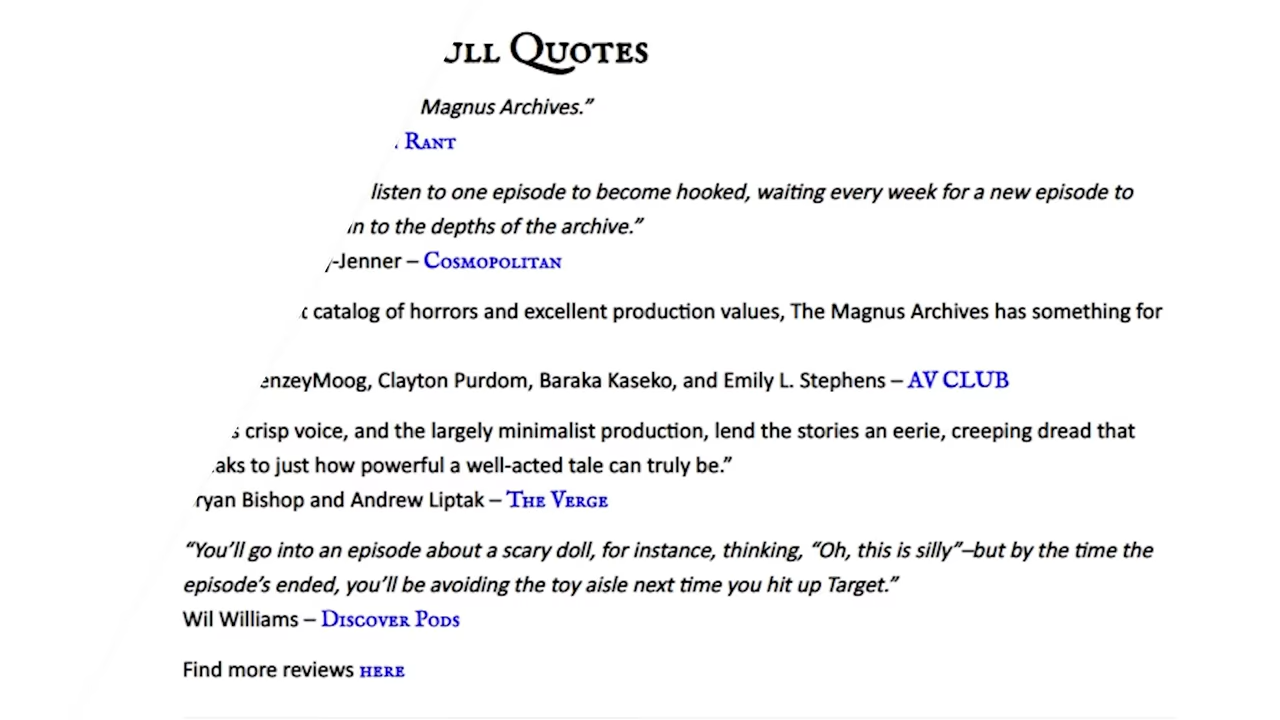 Quotes
Magnus Archives.”
Rant
listen to one episode to become hooked, waiting every week for a new episode to
to the depths of the archive.”
-Jenner – Cosmopolitan
catalog of horrors and excellent production values, The Magnus Archives has something for
Clayton Purdom, Baraka Kaseko, and Emily L. Stephens – AV CLUB
crisp voice, and the largely minimalist production, lend the stories an eerie, creeping dread that
to just how powerful a well-acted tale can truly be.”
Bishop and Andrew Liptak – The Verge
“You’ll go into an episode about a scary doll, for instance, thinking, “Oh, this is silly”–but by the time the
episode’s ended, you’ll be avoiding the toy aisle next time you hit up Target.”
Wil Williams – Discover Pods
Find more reviews here